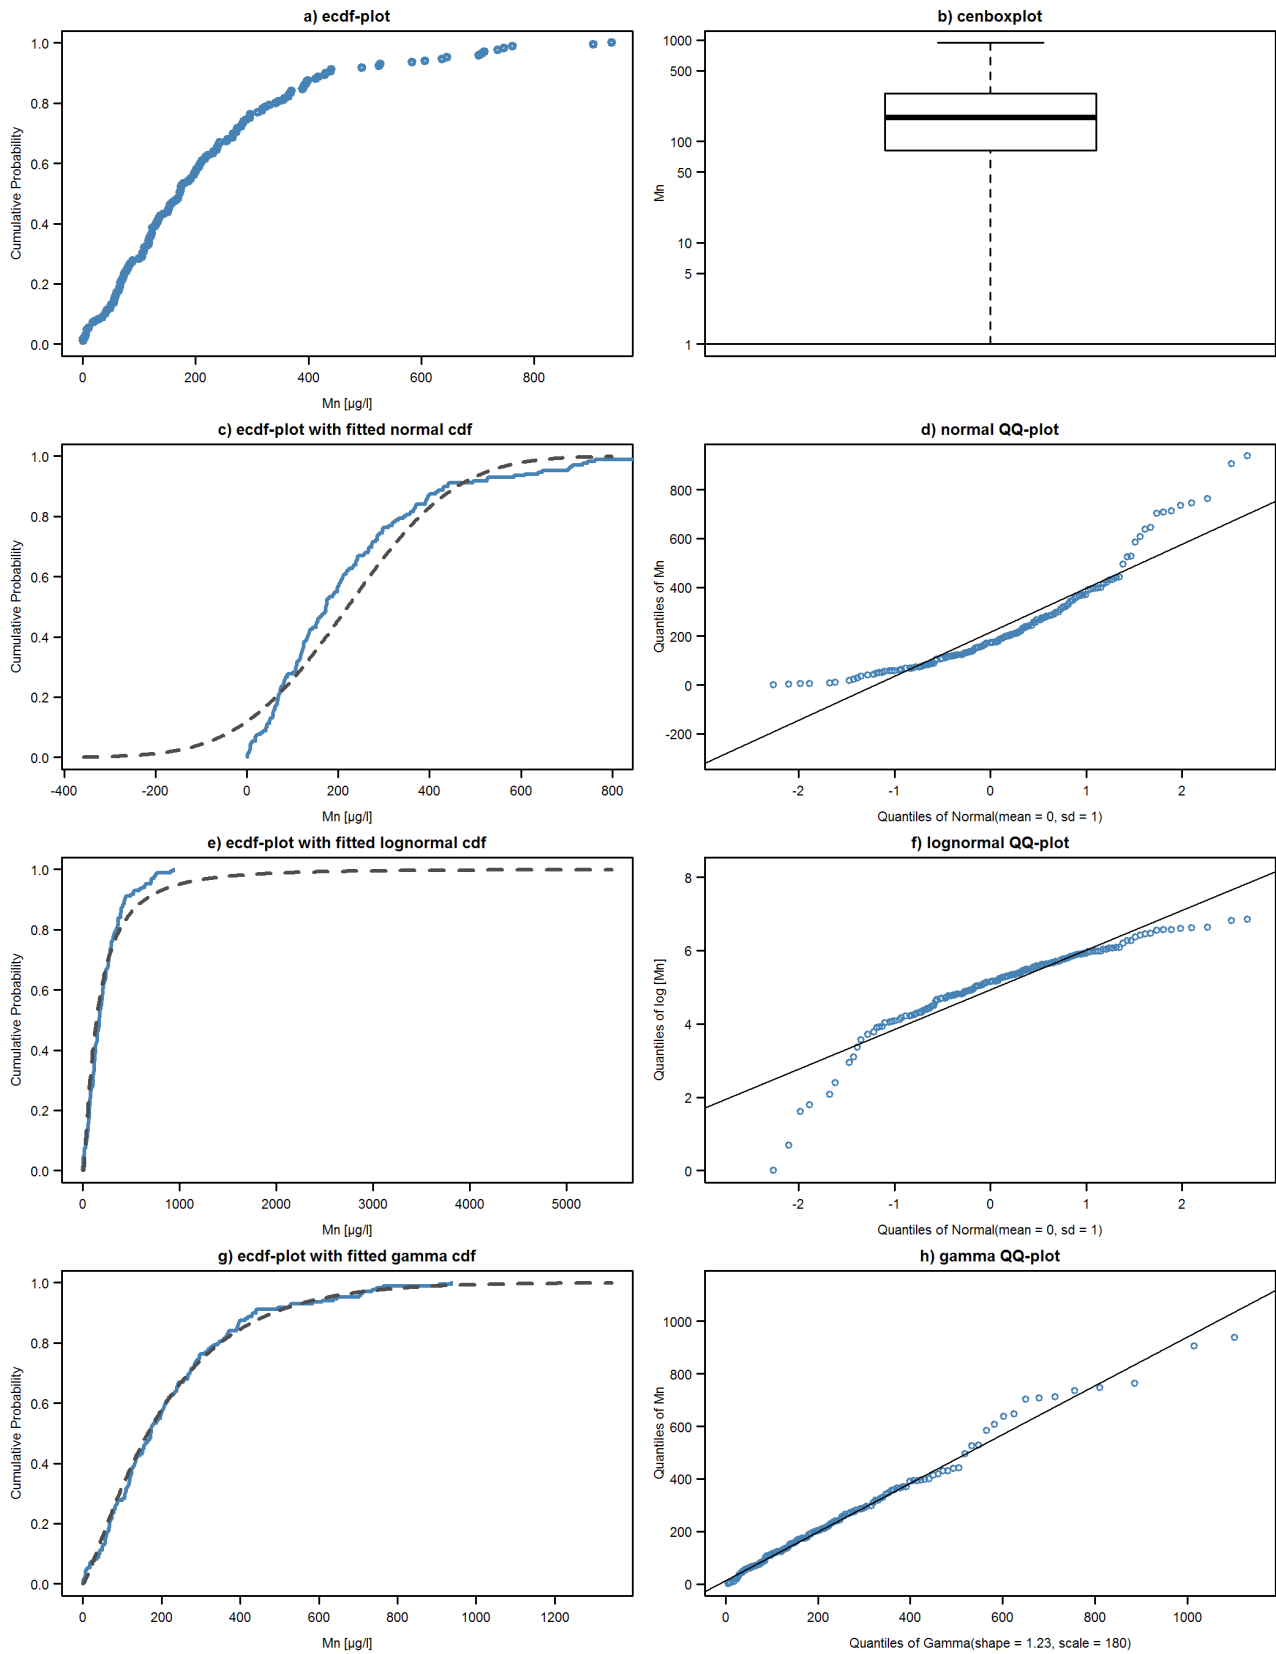 a) ecdf-plot
1.0
0.8
0.6
0.4
0.2
0.0
Cumulative Probability
0 200 400 600 800
Mn [µg/l]
b) cenboxplot
1000
500
100
50
10
5
1
Mn
c) ecdf-plot with fitted normal cdf
1.0
0.8
0.6
0.4
0.2
0.0
Cumulative Probability
-400 -200 0 200 400 600 800
Mn [µg/l]
d) normal QQ-plot
800
600
400
200
0
-200
Quantiles of Mn
-2 -1 0 1 2
Quantiles of Normal(mean = 0, sd = 1)
e) ecdf-plot with fitted lognormal cdf
1.0
0.8
0.6
0.4
0.2
0.0
Cumulative Probability
0 1000 2000 3000 4000 5000
Mn [µg/l]
f) lognormal QQ-plot
8
6
4
2
0
Quantiles of log [Mn]
-2 -1 0 1 2
Quantiles of Normal(mean = 0, sd = 1)
g) ecdf-plot with fitted gamma cdf
1.0
0.8
0.6
0.4
0.2
0.0
Cumulative Probability
0 200 400 600 800 1000 1200
Mn [µg/l]
h) gamma QQ-plot
1000
800
600
400
200
0
Quantiles of Mn
0 200 400 600 800 1000
Quantiles of Gamma(shape = 1.23, scale = 180)